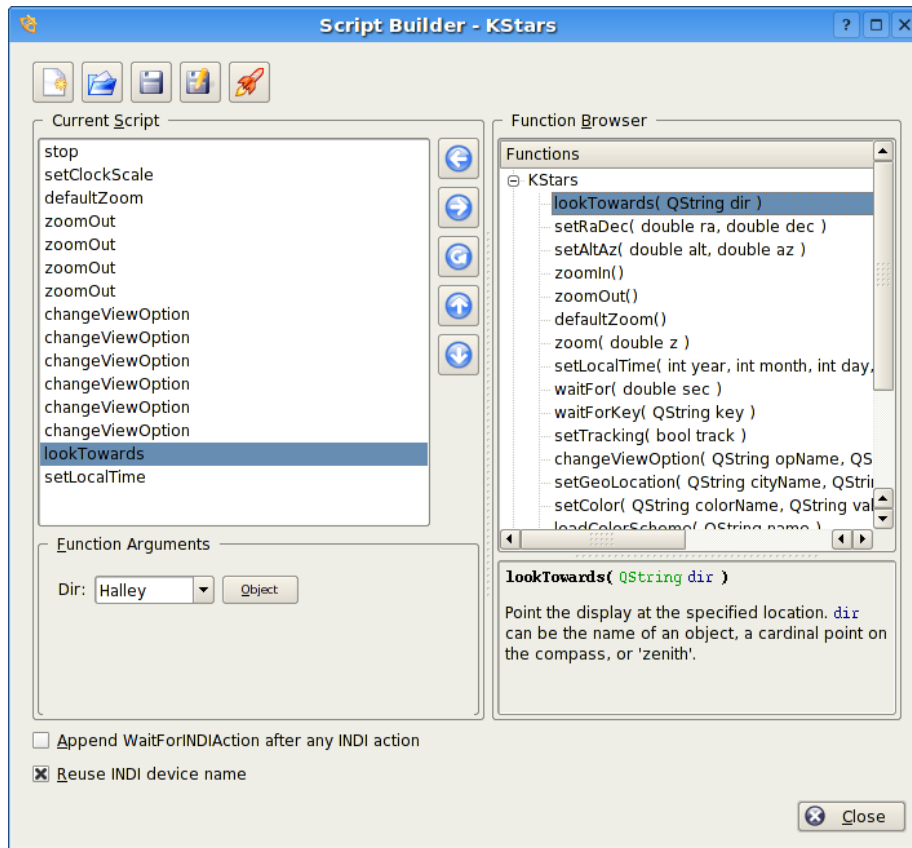 Script Builder - KStars
Current Script
stop
setClockScale
defaultZoom
zoomOut
zoomOut
zoomOut
zoomOut
changeViewOption
changeViewOption
changeViewOption
changeViewOption
changeViewOption
changeViewOption
lookTowards
setLocalTime
Function Arguments
Dir: Halley Object
Function Browser
Functions
KStars
lookTowards( QString dir )
setRaDec( double ra, double dec )
setAltAz( double alt, double az )
zoomIn()
zoomOut()
defaultZoom()
zoom( double z )
setLocalTime( int year, int month, int day,
waitFor( double sec )
waitForKey( QString key )
setTracking( bool track )
changeViewOption( QString opName, QS
setGeoLocation( QString cityName, QStri
setColor( QString colorName, QString val
loadColorScheme( QString name )
lookTowards( QString dir )
Point the display at the specified location. dir
can be the name of an object, a cardinal point on
the compass, or 'zenith'.
Append WaitForINDIAction after any INDI action
Reuse INDI device name
Close